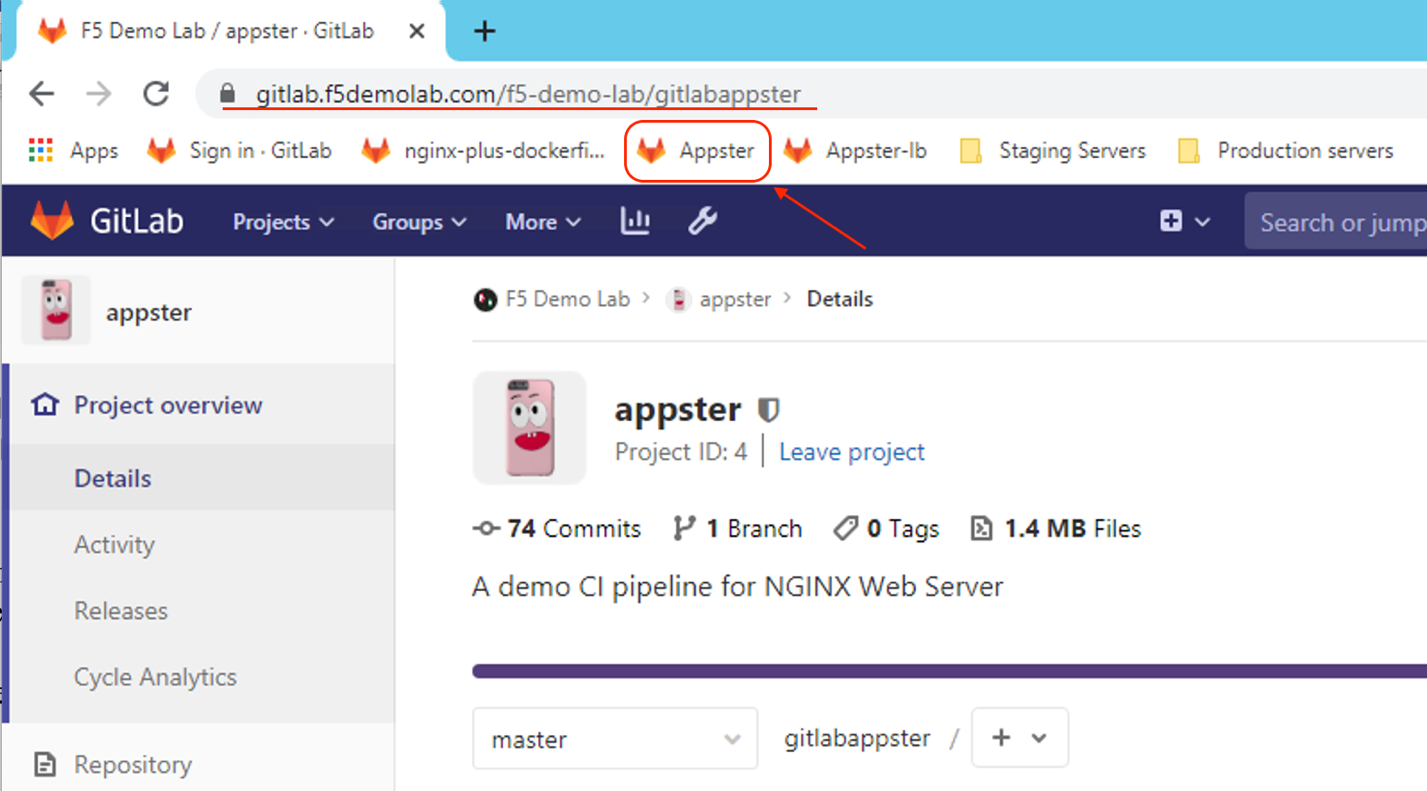 F5 Demo Lab / appster · GitLab
gitlab.f5demolab.com/f5-demo-lab/gitlabappster
Apps Sign in · GitLab nginx-plus-dockerfi... Appster Appster-lb Staging Servers Production servers
GitLab Projects Groups More Search or jump
appster
F5 Demo Lab > appster > Details
Project overview
Details
Activity
Releases
Cycle Analytics
Repository
appster
Project ID: 4 | Leave project
74 Commits 1 Branch 0 Tags 1.4 MB Files
A demo CI pipeline for NGINX Web Server
master gitlabappster / +